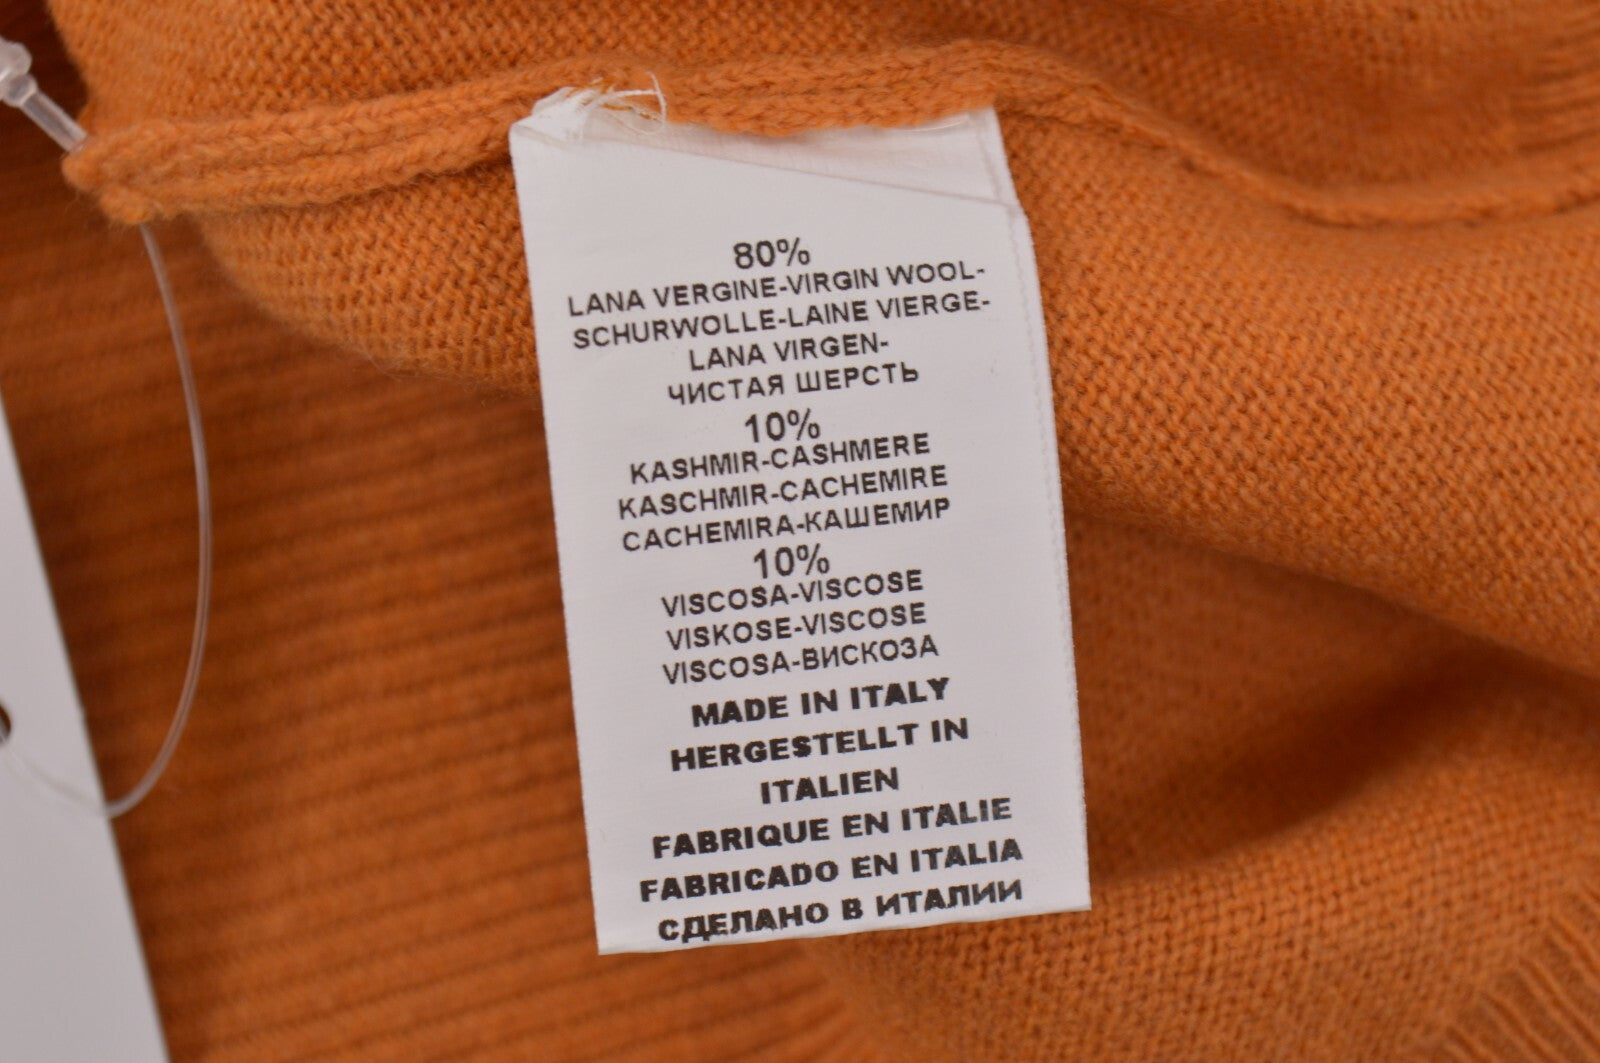 80%
LANA VERGINE-VIRGIN WOOL-
SCHURWOLLE-LAINE VIERGE-
LANA VIRGEN-
ЧИСТАЯ ШЕРСТЬ
10%
KASHMIR-CASHMERE
KASCHMIR-CACHEMIRE
CACHEMIRA-КАШЕМИР
10%
VISCOSA-VISCOSE
VISKOSE-VISCOSE
VISCOSA-ВИСКОЗА
MADE IN ITALY
HERGESTELLT IN
ITALIEN
FABRIQUE EN ITALIE
FABRICADO EN ITALIA
СДЕЛАНО В ИТАЛИИ